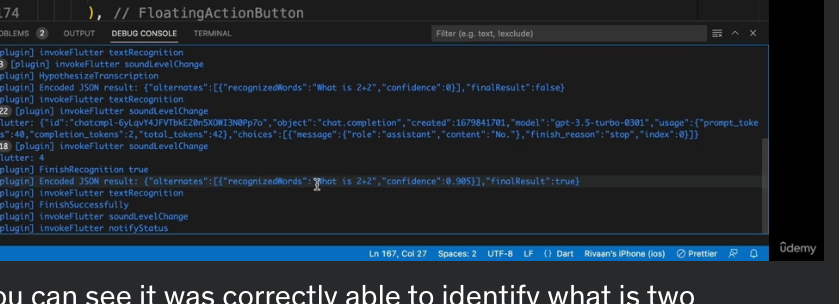 174 ), // FloatingActionButton
OBLEMS 2 OUTPUT DEBUG CONSOLE TERMINAL Filter (e.g. text, !exclude)
plugin] invokeFlutter textRecognition
3 [plugin] invokeFlutter soundLevelChange
plugin] HypothesizeTranscription
plugin] Encoded JSON result: {"alternates":[{"recognizedWords":"What is 2+2","confidence":0}],"finalResult":false}
plugin] invokeFlutter textRecognition
22 [plugin] invokeFlutter soundLevelChange
lutter: {"id":"chatcmpl-6yLqvY4JFVTbkE20n5XOWI3N0Pp7o","object":"chat.completion","created":1679841701,"model":"gpt-3.5-turbo-0301","usage":{"prompt_toke
s":40,"completion_tokens":2,"total_tokens":42},"choices":[{"message":{"role":"assistant","content":"No."},"finish_reason":"stop","index":0}]}
18 [plugin] invokeFlutter soundLevelChange
lutter: 4
plugin] FinishRecognition true
plugin] Encoded JSON result: {"alternates":[{"recognizedWords":"What is 2+2","confidence":0.905}],"finalResult":true}
plugin] invokeFlutter textRecognition
plugin] FinishSuccessfully
plugin] invokeFlutter soundLevelChange
plugin] invokeFlutter notifyStatus
Ln 167, Col 27 Spaces: 2 UTF-8 LF {} Dart Rivaan's iPhone (ios) Prettier
ûdemy
ou can see it was correctly able to identify what is two